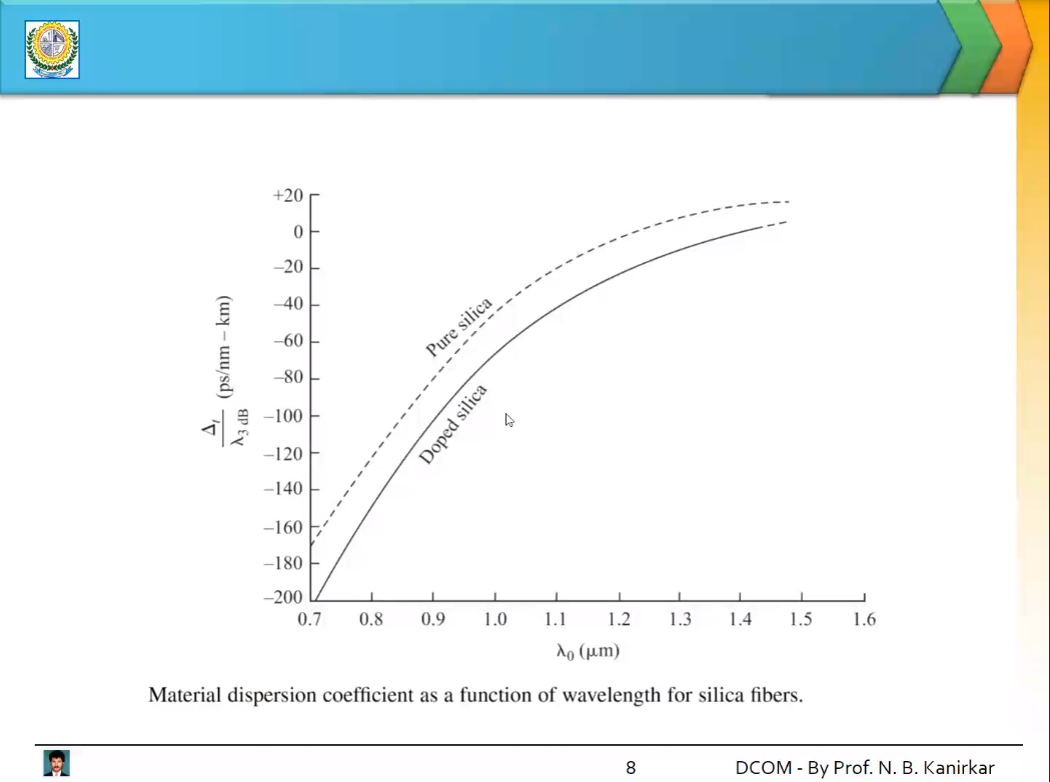 +20
0
–20
–40
–60
–80
–100
–120
–140
–160
–180
–200
Δt
λ3 dB
(ps/nm – km)
Pure silica
Doped silica
0.7 0.8 0.9 1.0 1.1 1.2 1.3 1.4 1.5 1.6
λ0 (μm)
Material dispersion coefficient as a function of wavelength for silica fibers.
8 DCOM - By Prof. N. B. Kanirkar